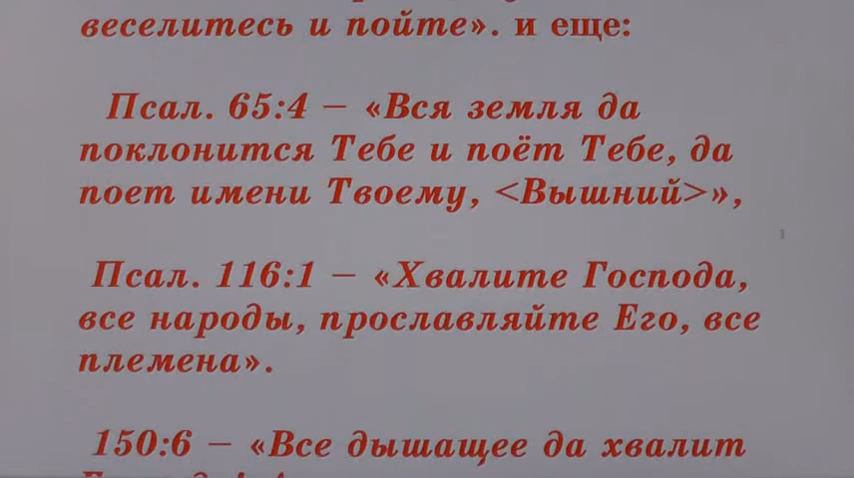 веселитесь и пойте». и еще:
Псал. 65:4 – «Вся земля да
поклонится Тебе и поёт Тебе, да
поет имени Твоему, <Вышний>»,
Псал. 116:1 – «Хвалите Господа,
все народы, прославляйте Его, все
племена».
150:6 – «Все дышащее да хвалит